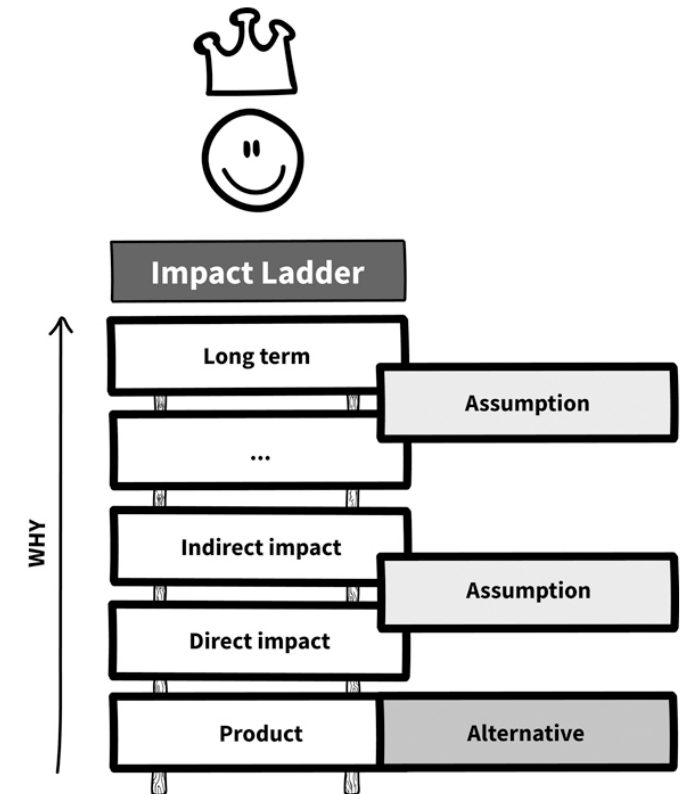 Impact Ladder
Long term
Assumption
...
Indirect impact
Assumption
Direct impact
Product
Alternative
WHY